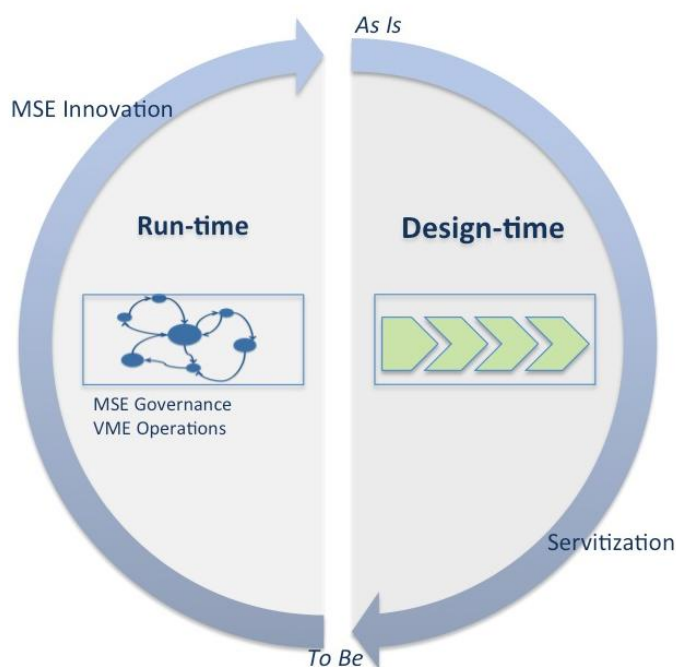 As Is
MSE Innovation
Run-time
Design-time
MSE Governance
VME Operations
Servitization
To Be